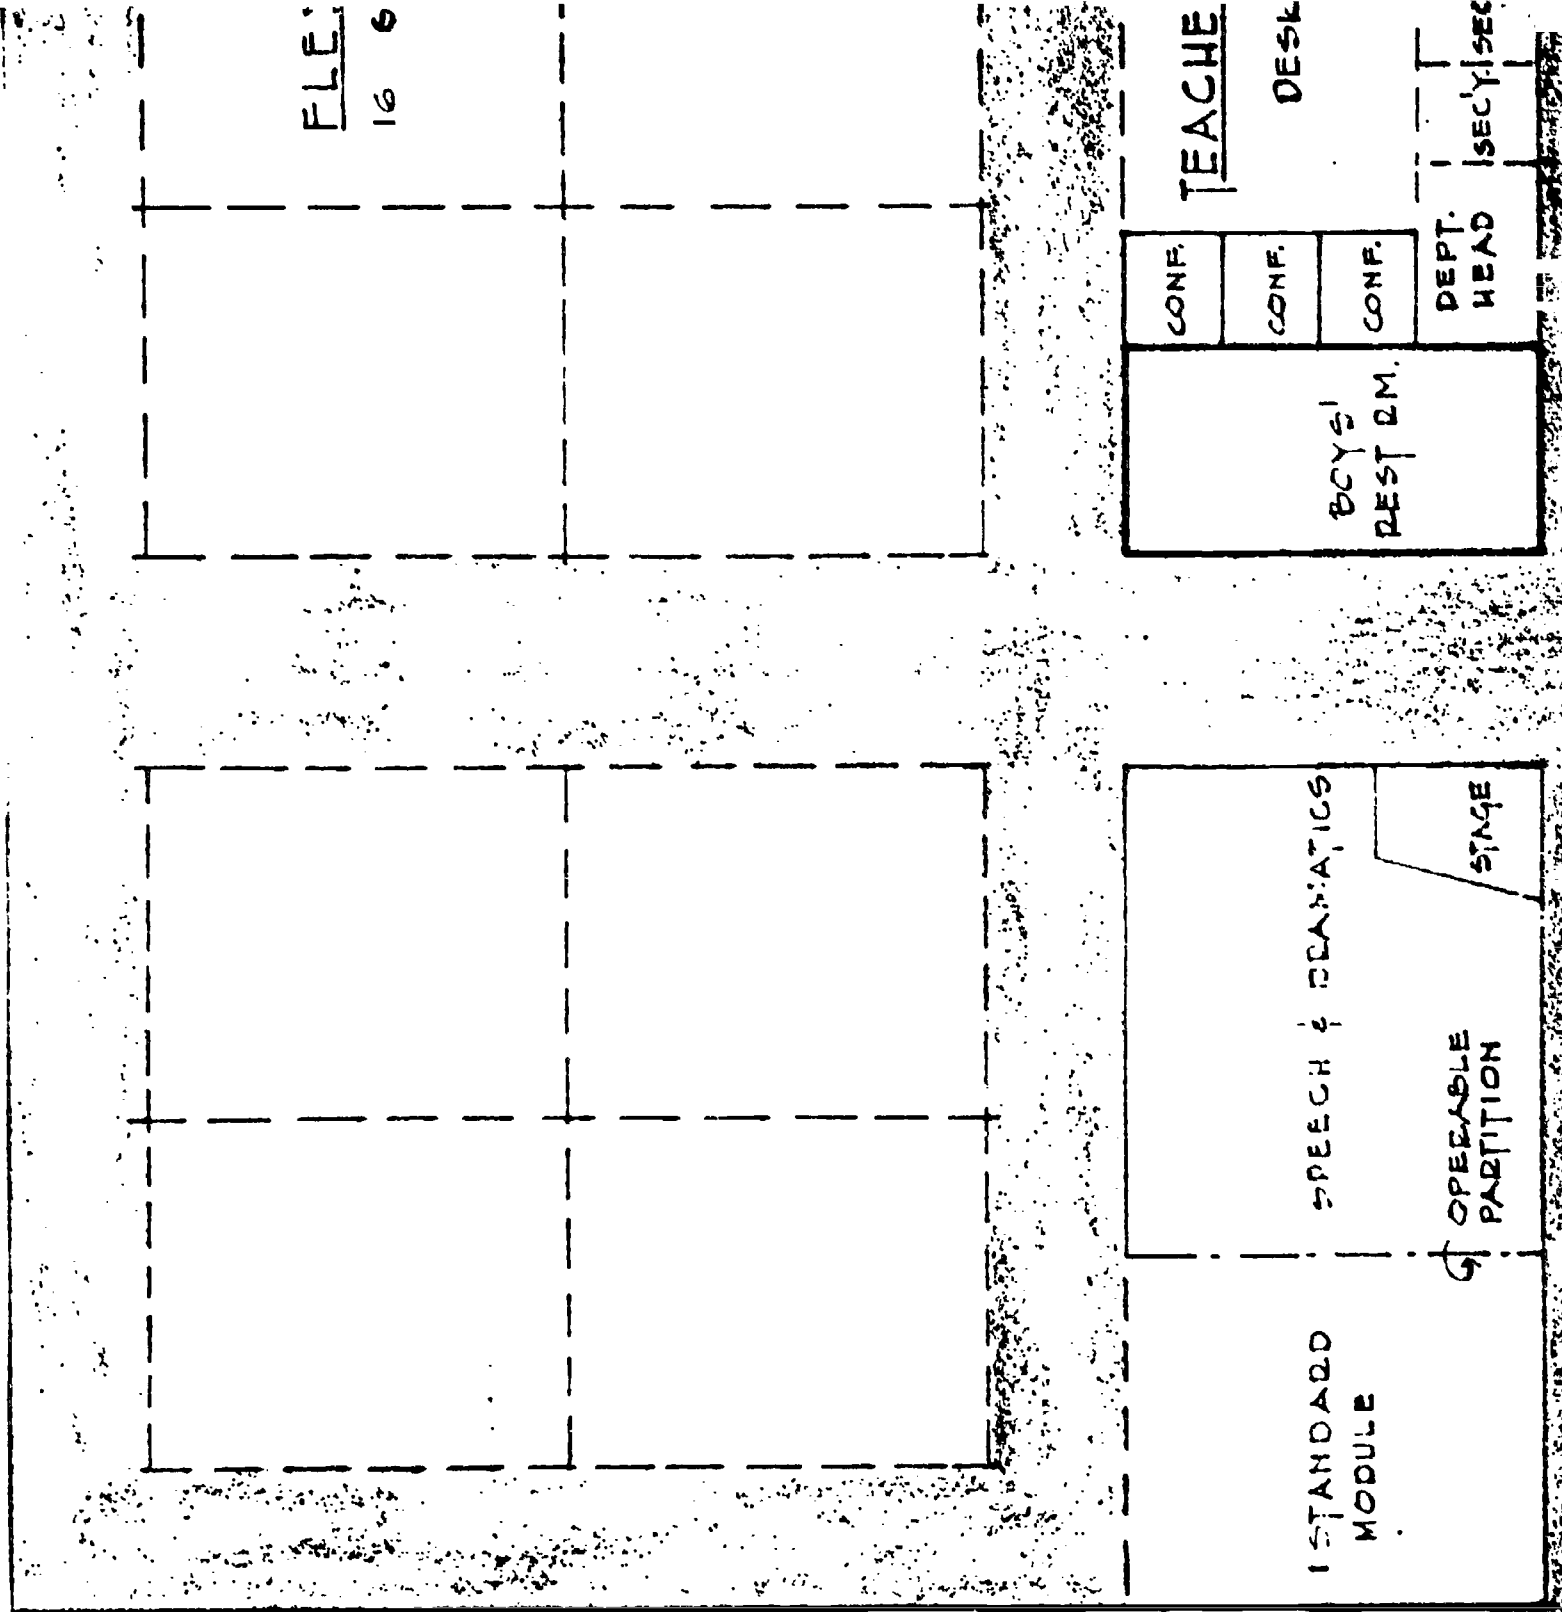 FLE
16 6
TEACHE
DESK
CONF.
CONF.
CONF.
DEPT.
HEAD
SEC'Y
SEC
BOYS'
REST RM.
SPEECH & DRAMATICS
STAGE
OPERABLE
PARTITION
1 STANDARD
MODULE